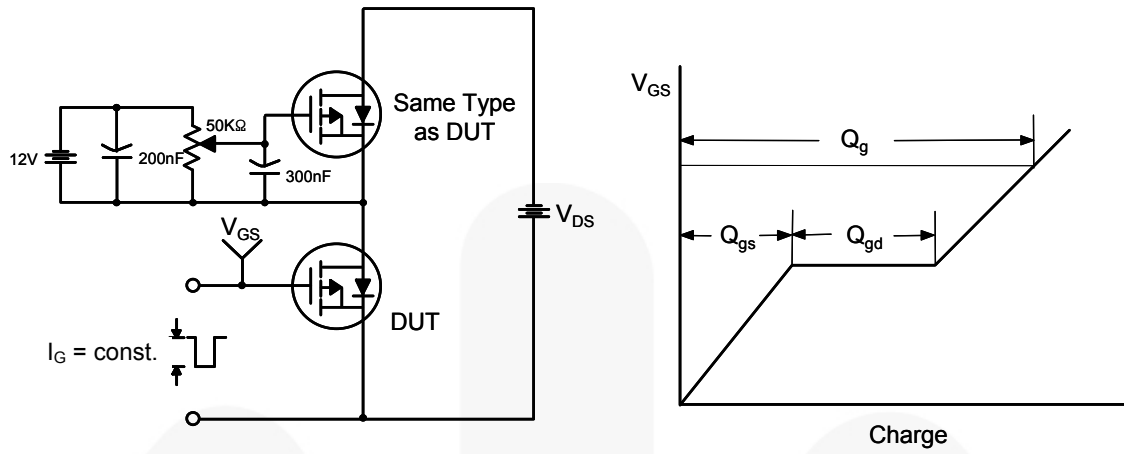 12V
200nF
50KΩ
300nF
Same Type
as DUT
V_DS
V_GS
DUT
I_G = const.
V_GS
Q_g
Q_gs
Q_gd
Charge